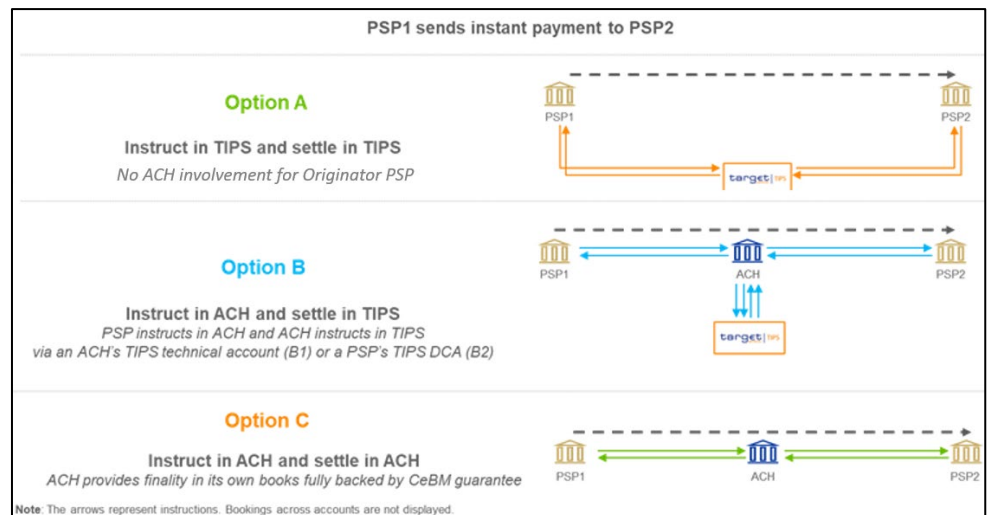 PSP1 sends instant payment to PSP2
Option A
Instruct in TIPS and settle in TIPS
No ACH involvement for Originator PSP
PSP1
PSP2
target | TIPS
Option B
Instruct in ACH and settle in TIPS
PSP instructs in ACH and ACH instructs in TIPS
via an ACH's TIPS technical account (B1) or a PSP's TIPS DCA (B2)
PSP1
ACH
PSP2
target | TIPS
Option C
Instruct in ACH and settle in ACH
ACH provides finality in its own books fully backed by CeBM guarantee
PSP1
ACH
PSP2
Note: The arrows represent instructions. Bookings across accounts are not displayed.